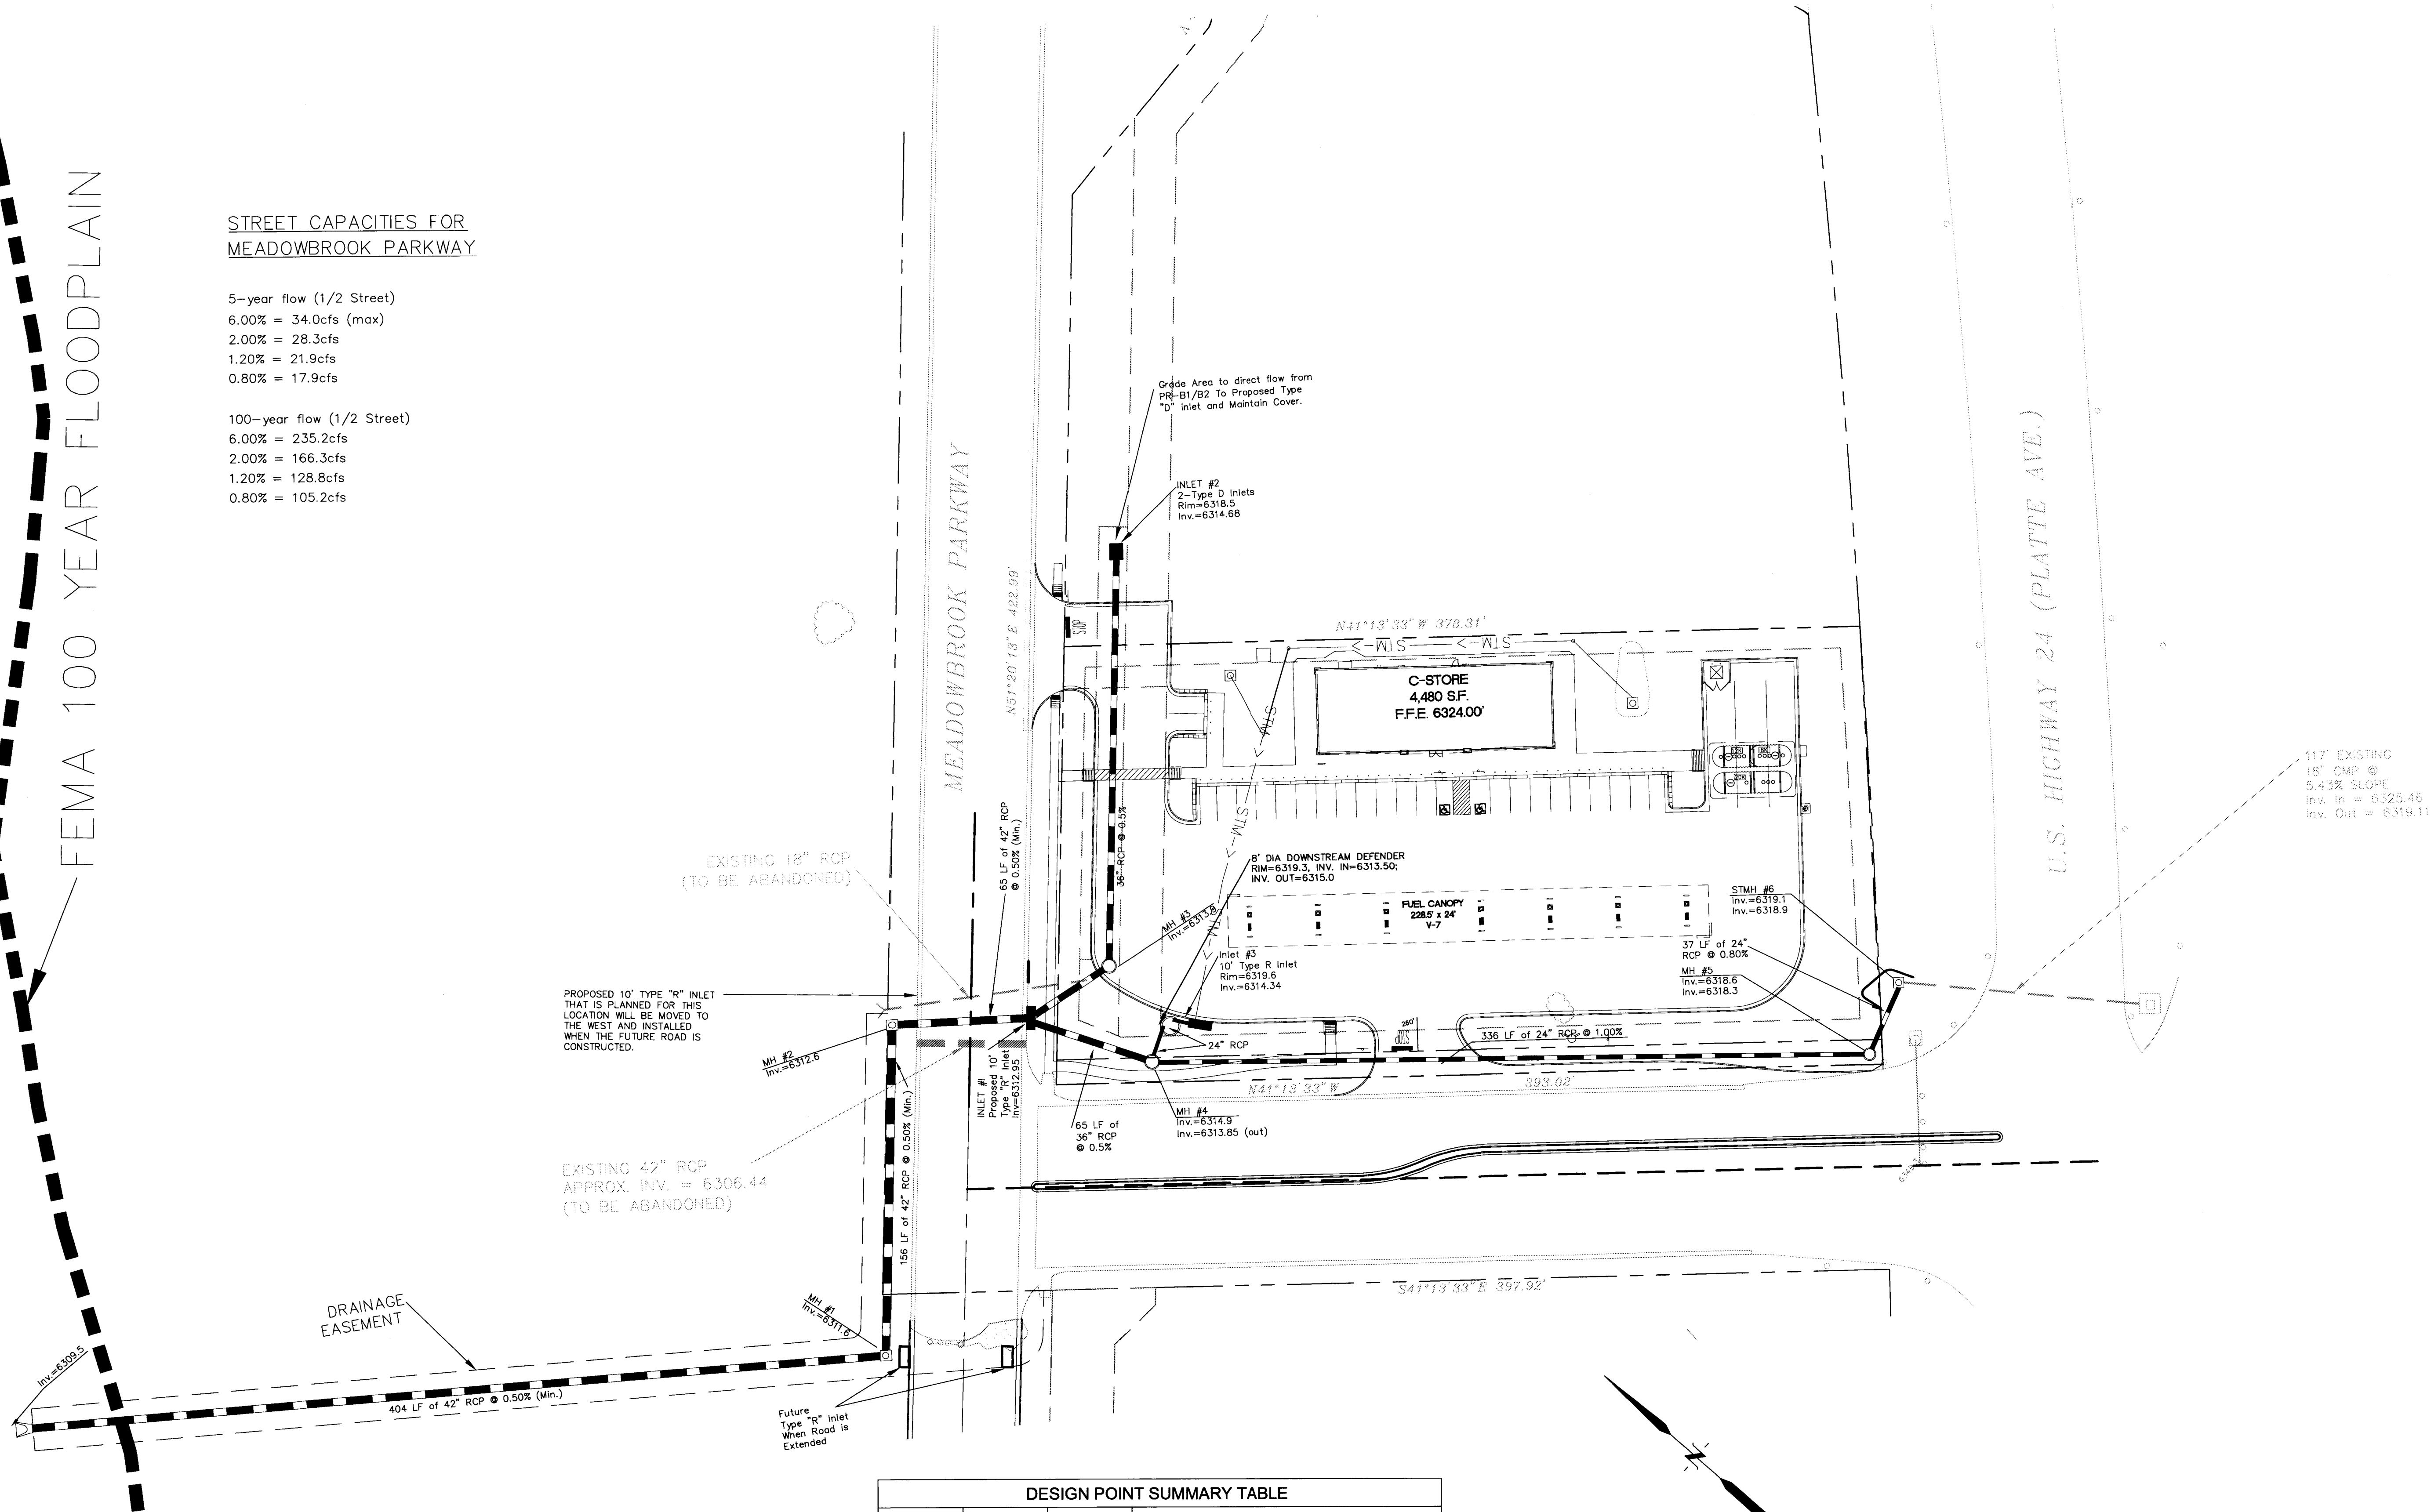 FEMA 100 YEAR FLOODPLAIN
STREET CAPACITIES FOR
MEADOWBROOK PARKWAY
5-year flow (1/2 Street)
6.00% = 34.0cfs (max)
2.00% = 28.3cfs
1.20% = 21.9cfs
0.80% = 17.9cfs
100-year flow (1/2 Street)
6.00% = 235.2cfs
2.00% = 166.3cfs
1.20% = 128.8cfs
0.80% = 105.2cfs
Grade Area to direct flow from
PR-B1/B2 To Proposed Type
"D" inlet and Maintain Cover.
INLET #2
2-Type D Inlets
Rim=6318.5
Inv.=6314.68
MEADOWBROOK PARKWAY
N51°20'13"E 422.99'
STOP
N41°13'33"W 378.31'
STM
STM
STM
STM
STM
C-STORE
4,480 S.F.
F.F.E. 6324.00'
U.S. HIGHWAY 24 (PLATTE AVE.)
117' EXISTING
18" CMP @
5.43% SLOPE
Inv. In = 6325.46
Inv. Out = 6319.11
EXISTING 18" RCP
(TO BE ABANDONED)
65 LF of 42" RCP
@ 0.50% (Min.)
36" RCP @ 0.5%
8' DIA DOWNSTREAM DEFENDER
RIM=6319.3, INV. IN=6313.50;
INV. OUT=6315.0
FUEL CANOPY
228.5' x 24'
V-7
STMH #6
Inv.=6319.1
Inv.=6318.9
MH #3
Inv.=6313.8
Inlet #3
10' Type R Inlet
Rim=6319.6
Inv.=6314.34
37 LF of 24"
RCP @ 0.80%
MH #5
Inv.=6318.6
Inv.=6318.3
PROPOSED 10' TYPE "R" INLET
THAT IS PLANNED FOR THIS
LOCATION WILL BE MOVED TO
THE WEST AND INSTALLED
WHEN THE FUTURE ROAD IS
CONSTRUCTED.
MH #2
Inv.=6312.6
24" RCP
260'
STOP
336 LF of 24" RCP @ 1.00%
INLET #1
Proposed 10'
Type "R" Inlet
Inv=6312.95
N41°13'33"W
393.02'
MH #4
Inv.=6314.9
Inv.=6313.85 (out)
65 LF of
36" RCP
@ 0.5%
EXISTING 42" RCP
APPROX. INV. = 6306.44
(TO BE ABANDONED)
156 LF of 42" RCP @ 0.50% (Min.)
S41°13'33"E 397.92'
MH #1
Inv.=6311.6
DRAINAGE
EASEMENT
Inv.=6309.5
404 LF of 42" RCP @ 0.50% (Min.)
Future
Type "R" Inlet
When Road is
Extended
N
DESIGN POINT SUMMARY TABLE